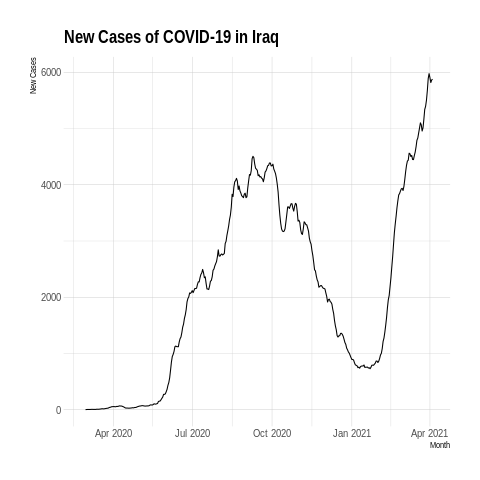 New Cases of COVID-19 in Iraq
New Cases
6000
4000
2000
0
Apr 2020 Jul 2020 Oct 2020 Jan 2021 Apr 2021
Month